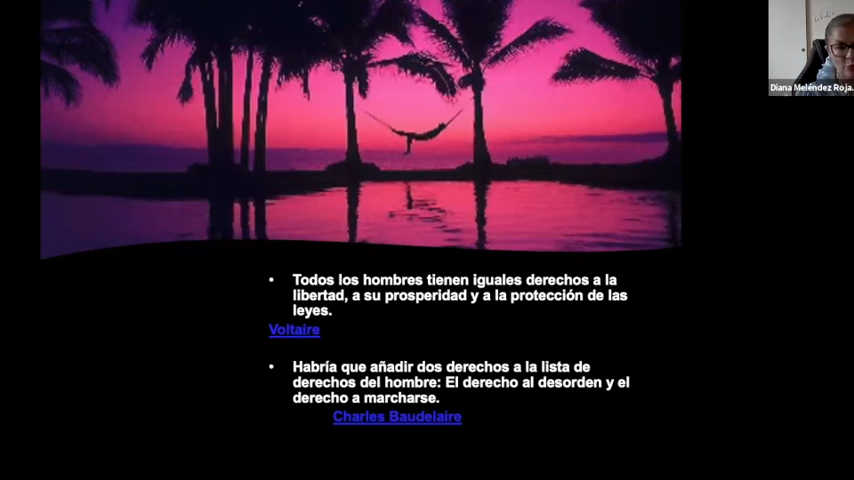 Diana Meléndez Roja.
• Todos los hombres tienen iguales derechos a la
libertad, a su prosperidad y a la protección de las
leyes.
Voltaire
• Habría que añadir dos derechos a la lista de
derechos del hombre: El derecho al desorden y el
derecho a marcharse.
Charles Baudelaire